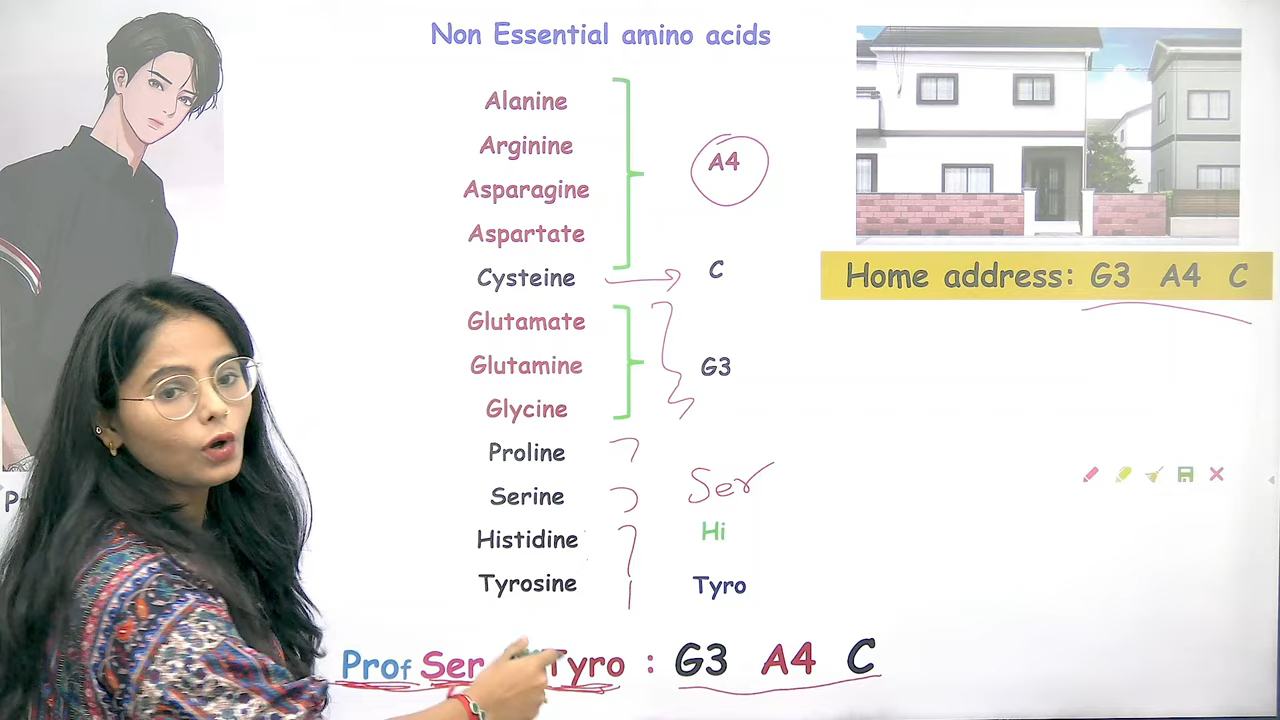 Non Essential amino acids
Alanine
Arginine
Asparagine
Aspartate
A4
Cysteine
C
Glutamate
Glutamine
Glycine
G3
Proline
Serine
Ser
Histidine
Hi
Tyrosine
Tyro
Home address: G3 A4 C
Prof Ser Tyro : G3 A4 C